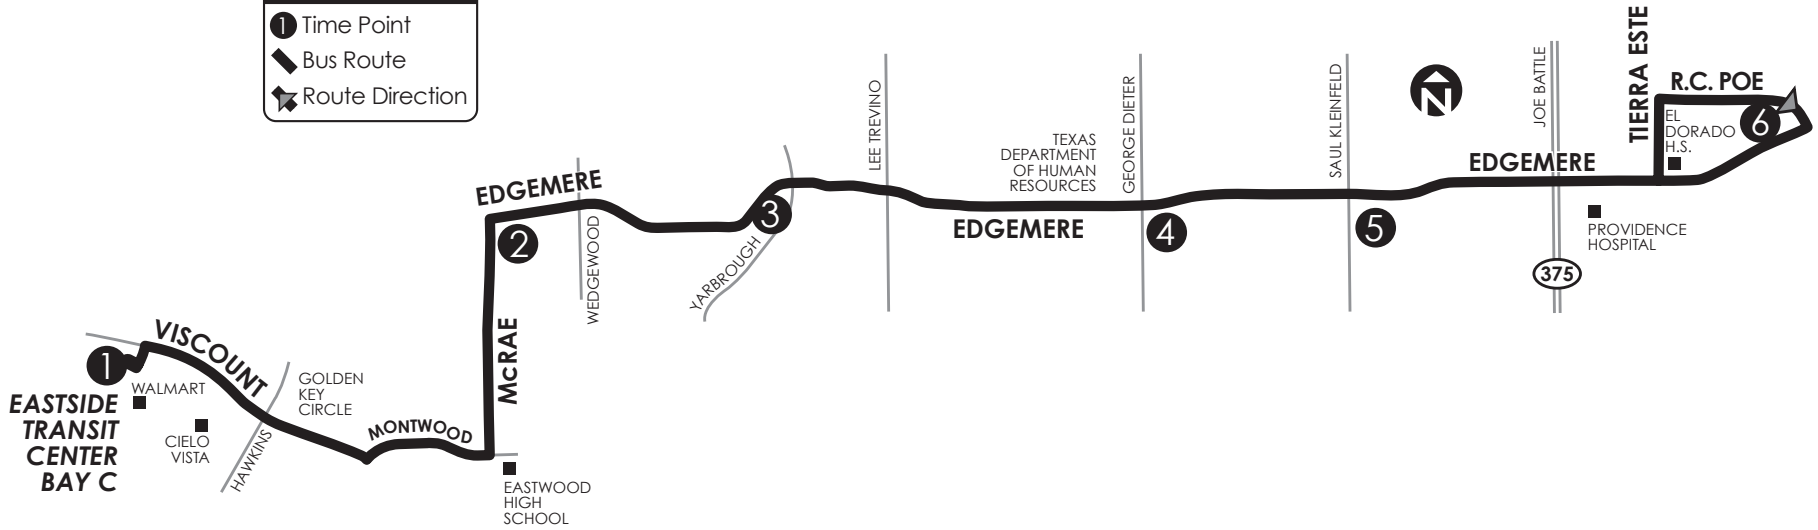 1 Time Point
Bus Route
Route Direction
1
EASTSIDE
TRANSIT
CENTER
BAY C
WALMART
VISCOUNT
CIELO
VISTA
HAWKINS
GOLDEN
KEY
CIRCLE
MONTWOOD
EASTWOOD
HIGH
SCHOOL
McRAE
2
EDGEMERE
WEDGEWOOD
3
YARBROUGH
LEE TREVINO
EDGEMERE
TEXAS
DEPARTMENT
OF HUMAN
RESOURCES
GEORGE DIETER
4
SAUL KLEINFELD
5
N
EDGEMERE
JOE BATTLE
375
PROVIDENCE
HOSPITAL
TIERRA ESTE
R.C. POE
EL
DORADO
H.S.
6